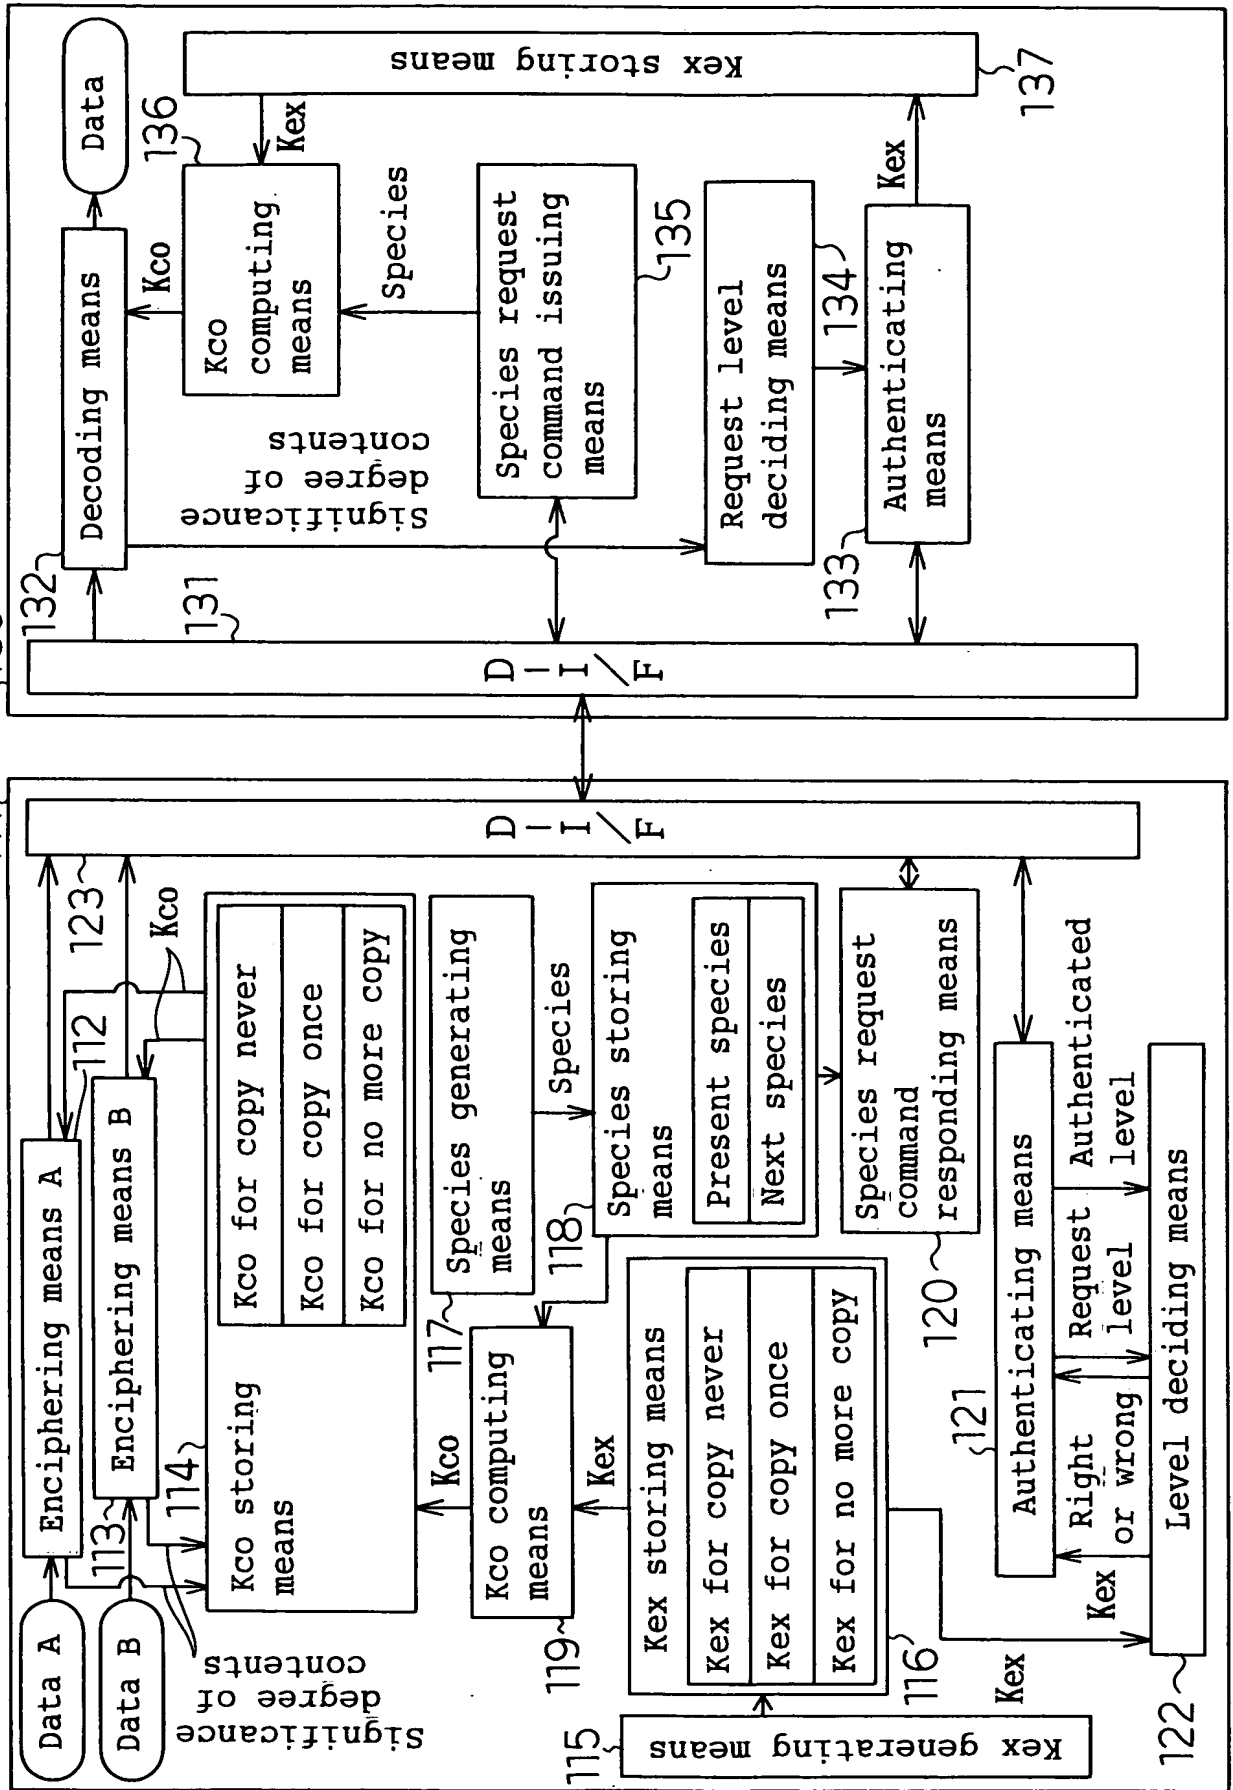 Data A
Data B
Significance
degree of
contents
Enciphering means A
112
113
Enciphering means B
123
Kco
114
Kco storing
means
Kco for copy never
Kco for copy once
Kco for no more copy
Kco
117
Species generating
means
Species
119
Kco computing
means
118
Species storing
means
Present species
Next species
Kex
115
Kex generating means
Kex storing means
Kex for copy never
Kex for copy once
Kex for no more copy
116
Kex
120
Species request
command
responding means
121
Authenticating means
Kex
Right
or wrong
Request
level
Authenticated
level
122
Level deciding means
D-I/F
D-I/F
131
132
Decoding means
Data
Kco
136
Kco
computing
means
Kex
Kex storing means
137
Significance
degree of
contents
Species
Species request
command issuing
means
135
Request level
deciding means
134
133
Authenticating
means
Kex